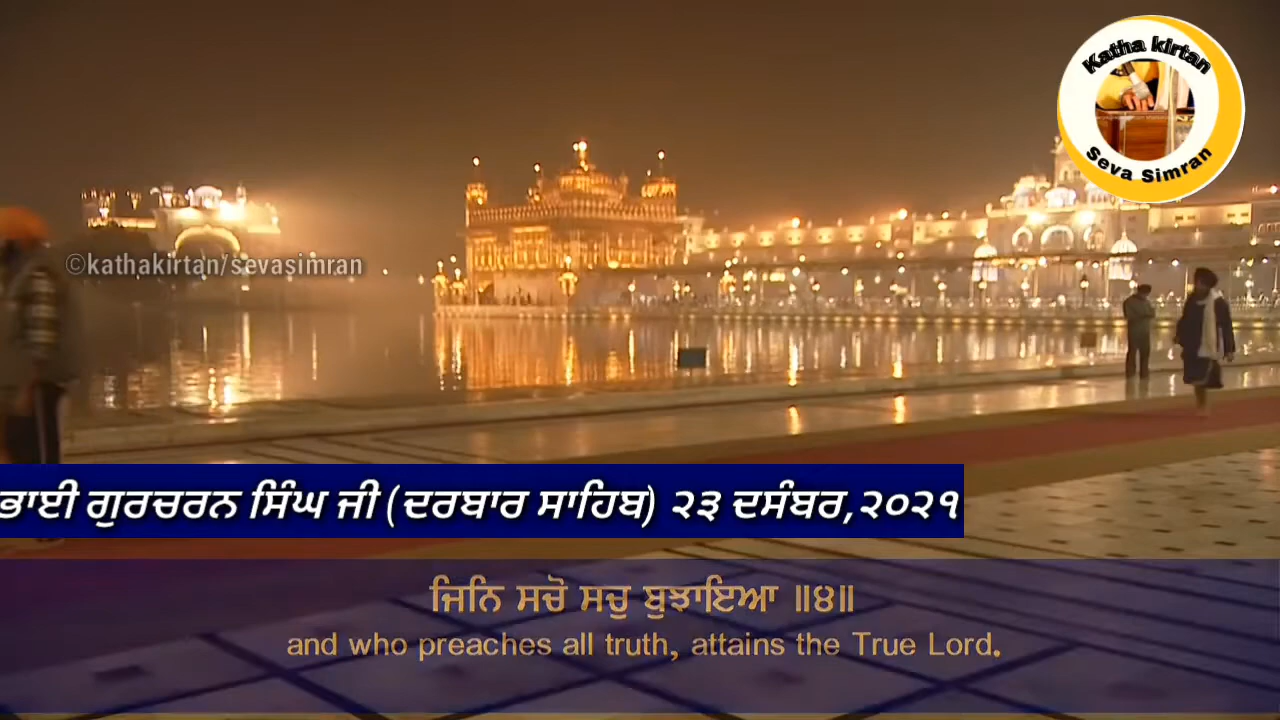 Katha kirtan
Seva Simran
©kathakirtan/sevasimran
ਭਾਈ ਗੁਰਚਰਨ ਸਿੰਘ ਜੀ (ਦਰਬਾਰ ਸਾਹਿਬ) ੨੩ ਦਸੰਬਰ,੨੦੨੧
ਜਿਨਿ ਸਚੋ ਸਚੁ ਬੁਝਾਇਆ ॥੪॥
and who preaches all truth, attains the True Lord.